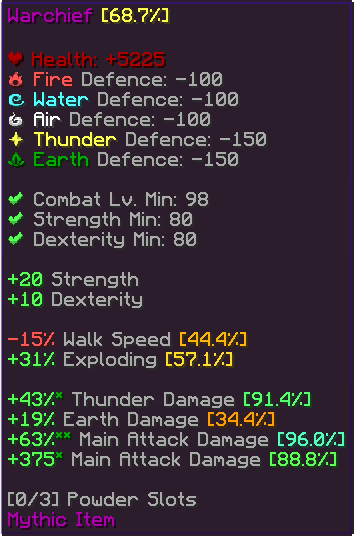 Warchief [68.7%]
Health: +5225
Fire Defence: -100
Water Defence: -100
Air Defence: -100
Thunder Defence: -150
Earth Defence: -150
✔ Combat Lv. Min: 98
✔ Strength Min: 80
✔ Dexterity Min: 80
+20 Strength
+10 Dexterity
-15% Walk Speed [44.4%]
+31% Exploding [57.1%]
+43%* Thunder Damage [91.4%]
+19% Earth Damage [34.4%]
+63%** Main Attack Damage [96.0%]
+375* Main Attack Damage [88.8%]
[0/3] Powder Slots
Mythic Item